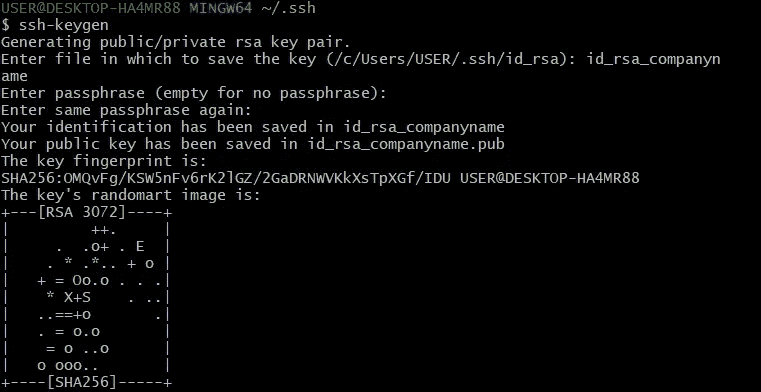 USER@DESKTOP-HA4MR88 MINGW64 ~/.ssh
$ ssh-keygen
Generating public/private rsa key pair.
Enter file in which to save the key (/c/Users/USER/.ssh/id_rsa): id_rsa_companyn
ame
Enter passphrase (empty for no passphrase):
Enter same passphrase again:
Your identification has been saved in id_rsa_companyname
Your public key has been saved in id_rsa_companyname.pub
The key fingerprint is:
SHA256:OMQvFg/KSW5nFv6rK2lGZ/2GaDRNWVKkXsTpXGf/IDU USER@DESKTOP-HA4MR88
The key's randomart image is:
+---[RSA 3072]----+
|         ++.     |
|     .  .o+ . E  |
|    . * .*.. + o |
|   + = Oo.o . . .|
|    * X+S    . ..|
|   ..==+o       .|
|   . = o.o       |
|    = o ..o      |
|   o ooo..       |
+----[SHA256]-----+